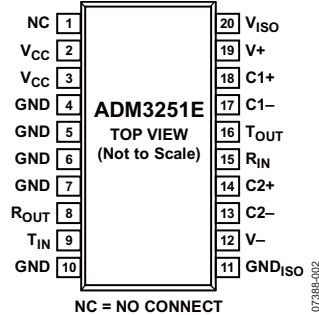 NC 1 20 VISO
VCC 2 19 V+
VCC 3 18 C1+
GND 4 17 C1–
GND 5 16 TOUT
GND 6 15 RIN
GND 7 14 C2+
ROUT 8 13 C2–
TIN 9 12 V–
GND 10 11 GNDISO
ADM3251E
TOP VIEW
(Not to Scale)
NC = NO CONNECT
07388-002